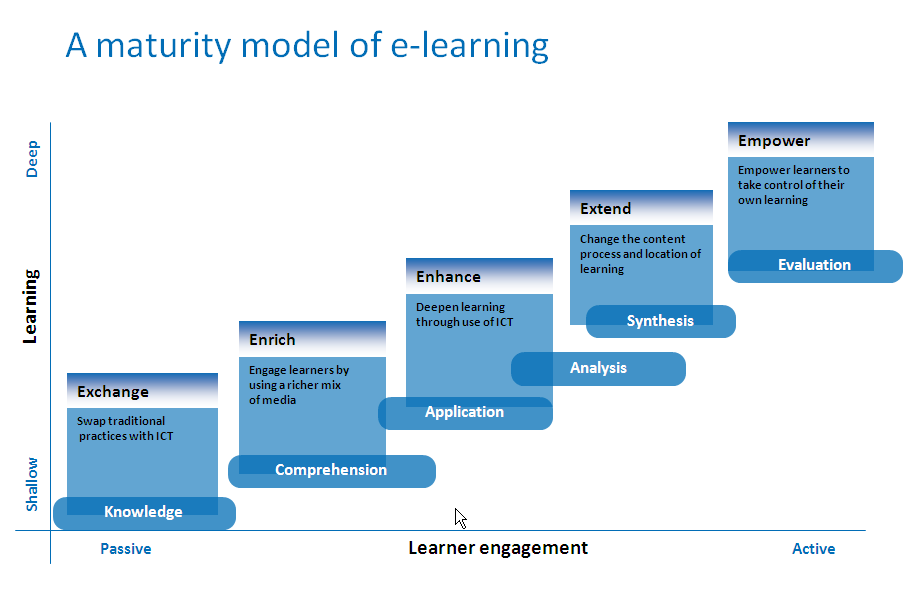 A maturity model of e-learning
Deep
Learning
Shallow
Empower
Empower learners to
take control of their
own learning
Evaluation
Extend
Change the content
process and location of
learning
Synthesis
Enhance
Deepen learning
through use of ICT
Analysis
Application
Enrich
Engage learners by
using a richer mix
of media
Comprehension
Exchange
Swap traditional
practices with ICT
Knowledge
Passive
Learner engagement
Active